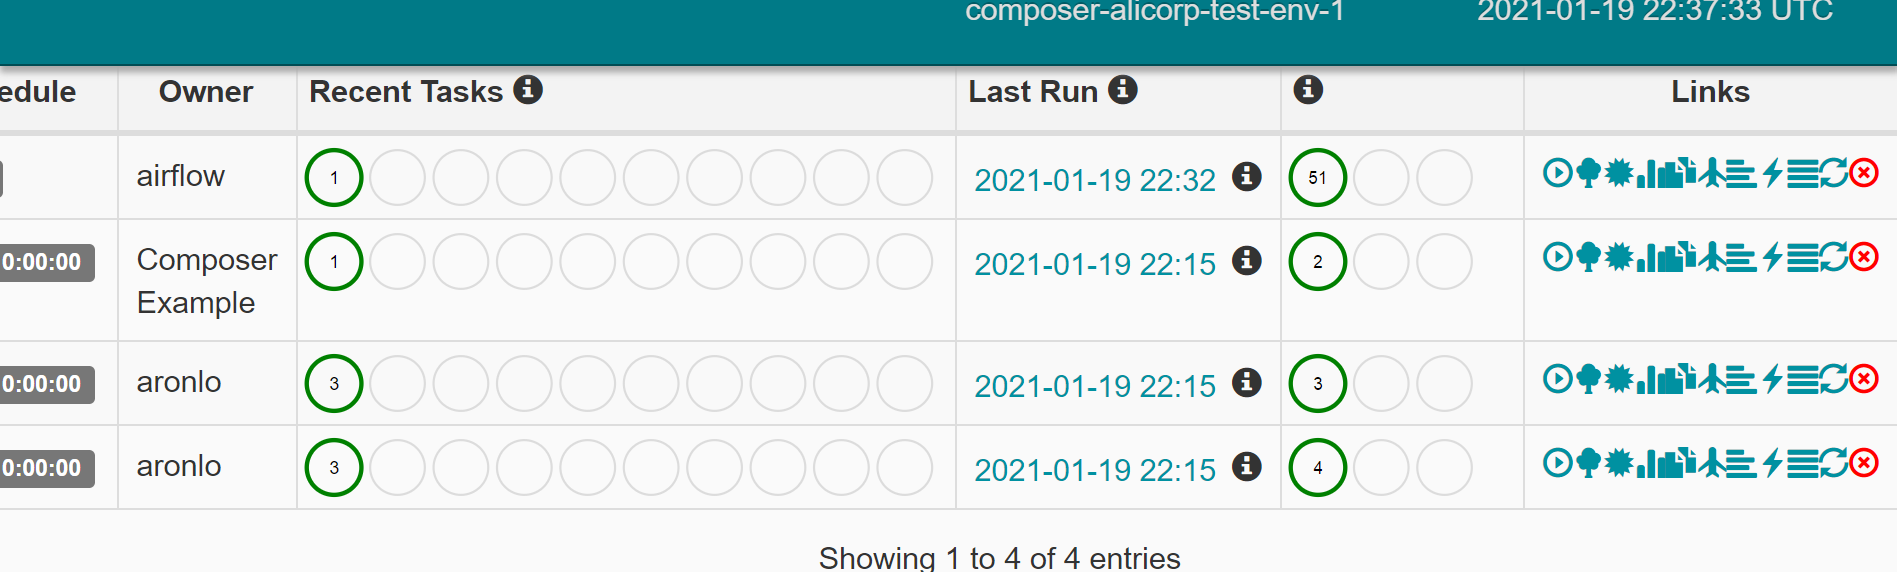 composer-alicorp-test-env-1 2021-01-19 22:37:33 UTC
edule Owner Recent Tasks Last Run Links
airflow 1 2021-01-19 22:32 51
0:00:00 Composer Example 1 2021-01-19 22:15 2
0:00:00 aronlo 3 2021-01-19 22:15 3
0:00:00 aronlo 3 2021-01-19 22:15 4
Showing 1 to 4 of 4 entries